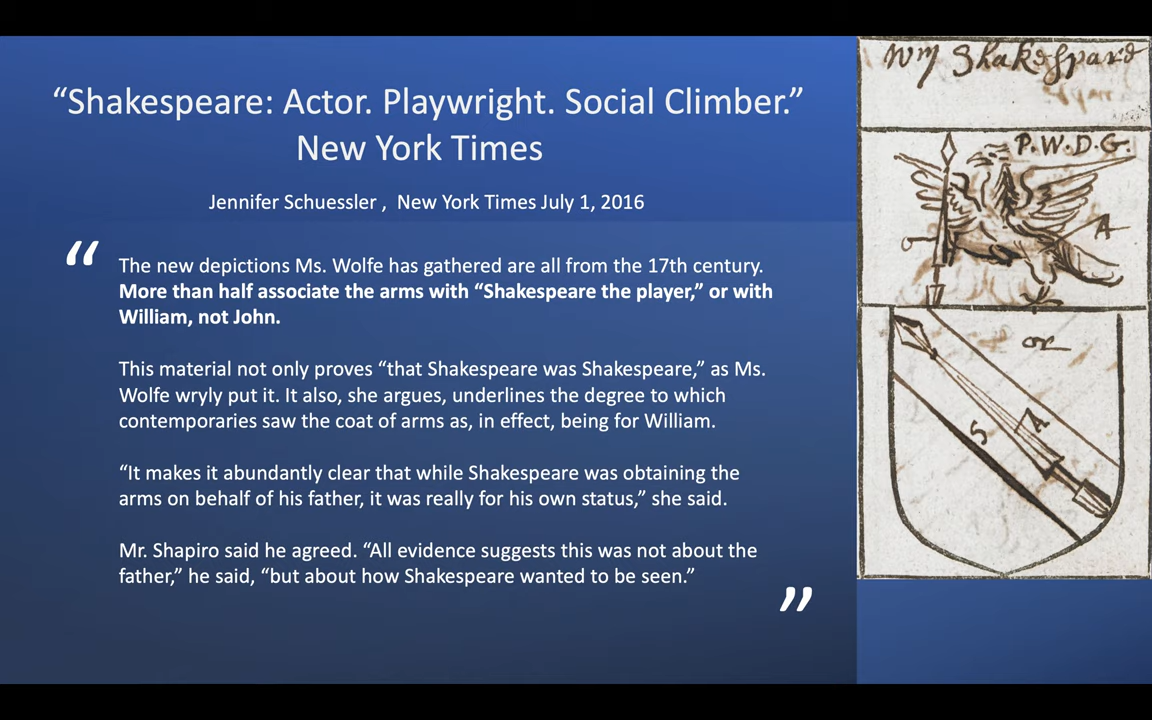 “Shakespeare: Actor. Playwright. Social Climber.”
New York Times
Jennifer Schuessler , New York Times July 1, 2016
“
The new depictions Ms. Wolfe has gathered are all from the 17th century.
More than half associate the arms with “Shakespeare the player,” or with
William, not John.
This material not only proves “that Shakespeare was Shakespeare,” as Ms.
Wolfe wryly put it. It also, she argues, underlines the degree to which
contemporaries saw the coat of arms as, in effect, being for William.
“It makes it abundantly clear that while Shakespeare was obtaining the
arms on behalf of his father, it was really for his own status,” she said.
Mr. Shapiro said he agreed. “All evidence suggests this was not about the
father,” he said, “but about how Shakespeare wanted to be seen.”
”
Wm Shakespeare
P.W.D.G.
A
o
or
S
A